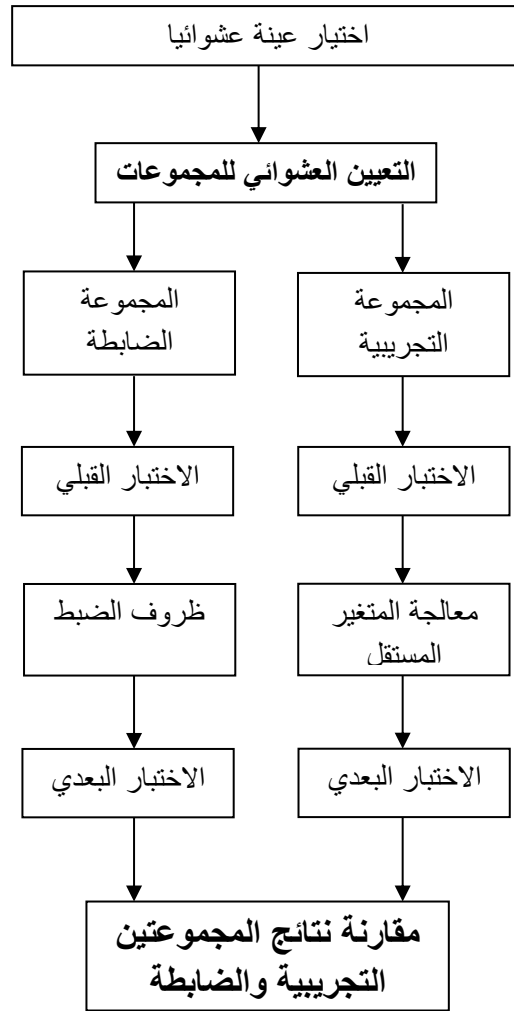 اختيار عينة عشوائيا
التعيين العشوائي للمجموعات
المجموعة
التجريبية
المجموعة
الضابطة
الاختبار القبلي
الاختبار القبلي
معالجة المتغير
المستقل
ظروف الضبط
الاختبار البعدي
الاختبار البعدي
مقارنة نتائج المجموعتين
التجريبية والضابطة